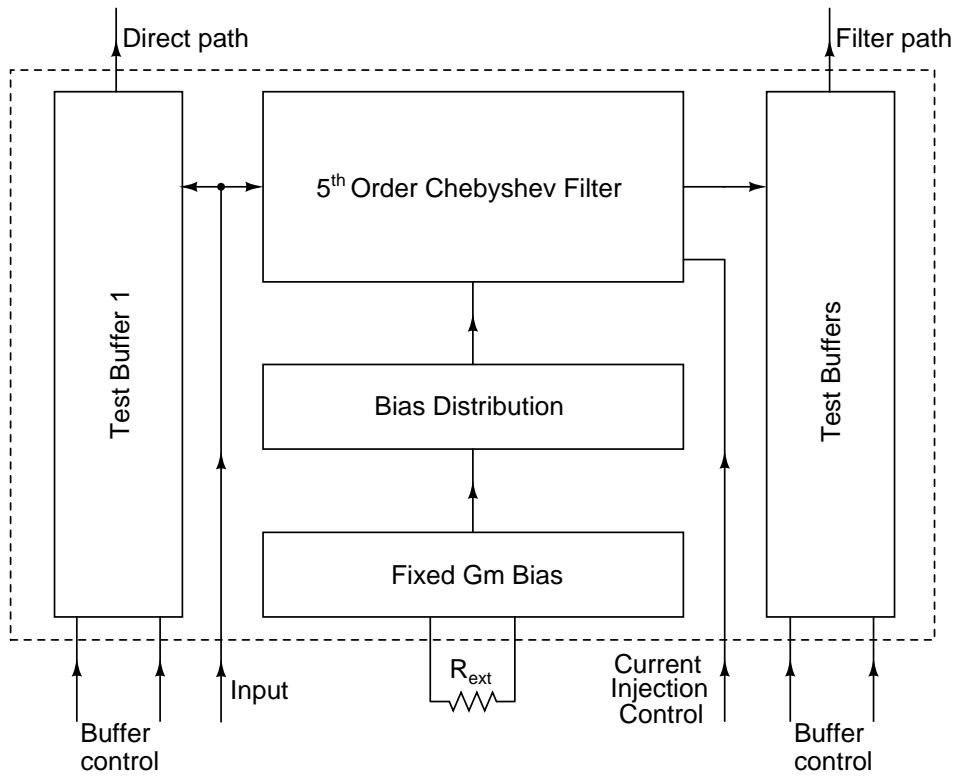 Direct path
Filter path
5th Order Chebyshev Filter
Test Buffer 1
Test Buffers
Bias Distribution
Fixed Gm Bias
Rext
Input
Current
Injection
Control
Buffer
control
Buffer
control